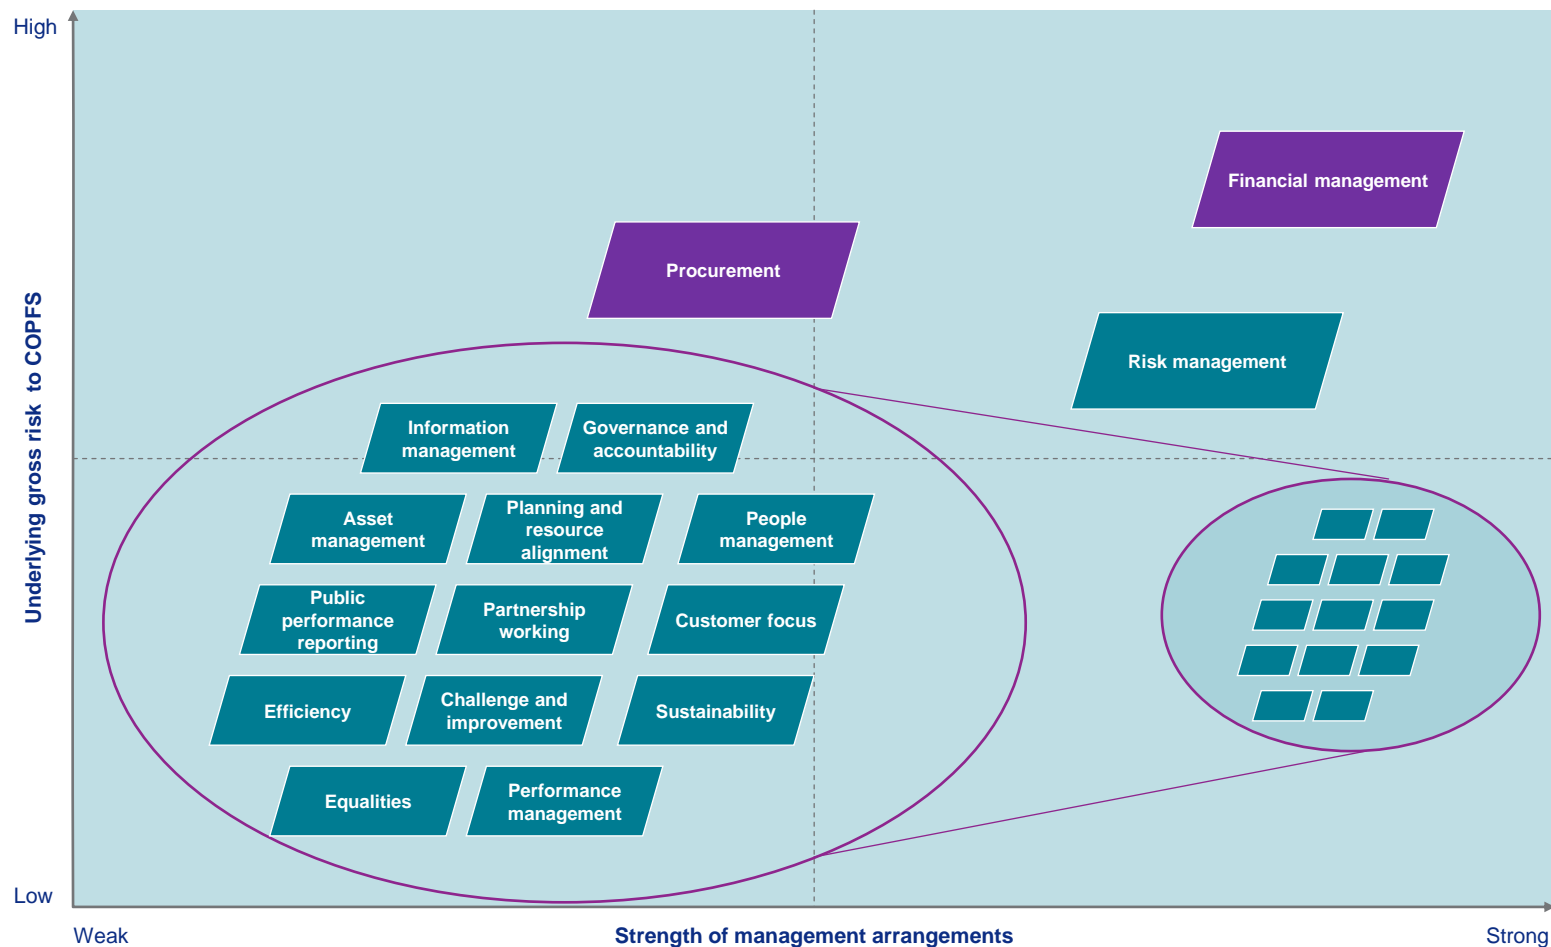 High
Financial management
Procurement
Risk management
Underlying gross risk to COPFS
Information
management
Governance and
accountability
Asset
management
Planning and
resource
alignment
People
management
Public
performance
reporting
Partnership
working
Customer focus
Efficiency
Challenge and
improvement
Sustainability
Equalities
Performance
management
Low
Weak
Strength of management arrangements
Strong